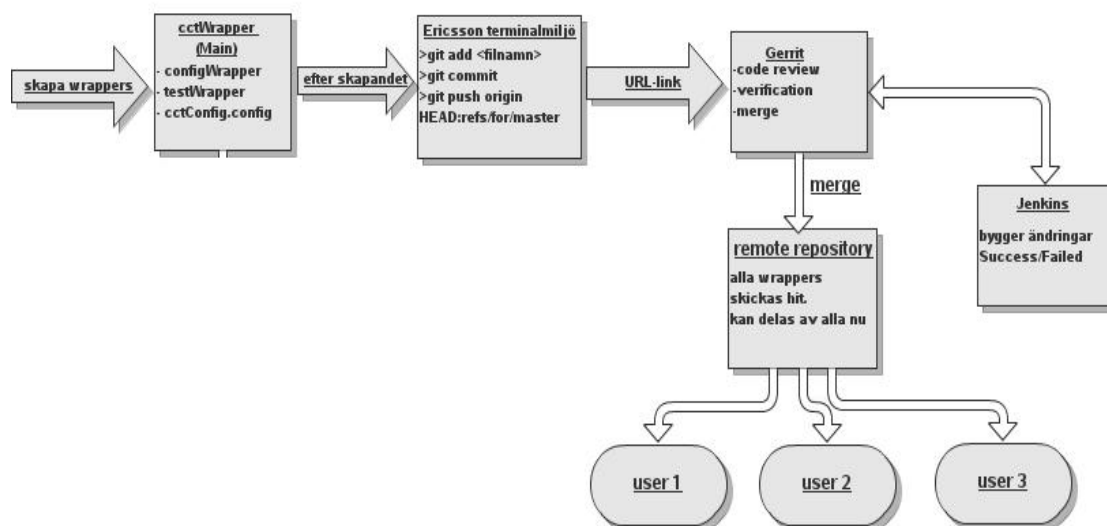 skapa wrappers
cctWrapper
(Main)
- configWrapper
- testWrapper
- cctConfig.config
efter skapandet
Ericsson terminalmiljö
>git add <filnamn>
>git commit
>git push origin
HEAD:refs/for/master
URL-link
Gerrit
-code review
-verification
-merge
merge
Jenkins
bygger ändringar
Success/Failed
remote repository
alla wrappers
skickas hit.
kan delas av alla nu
user 1
user 2
user 3